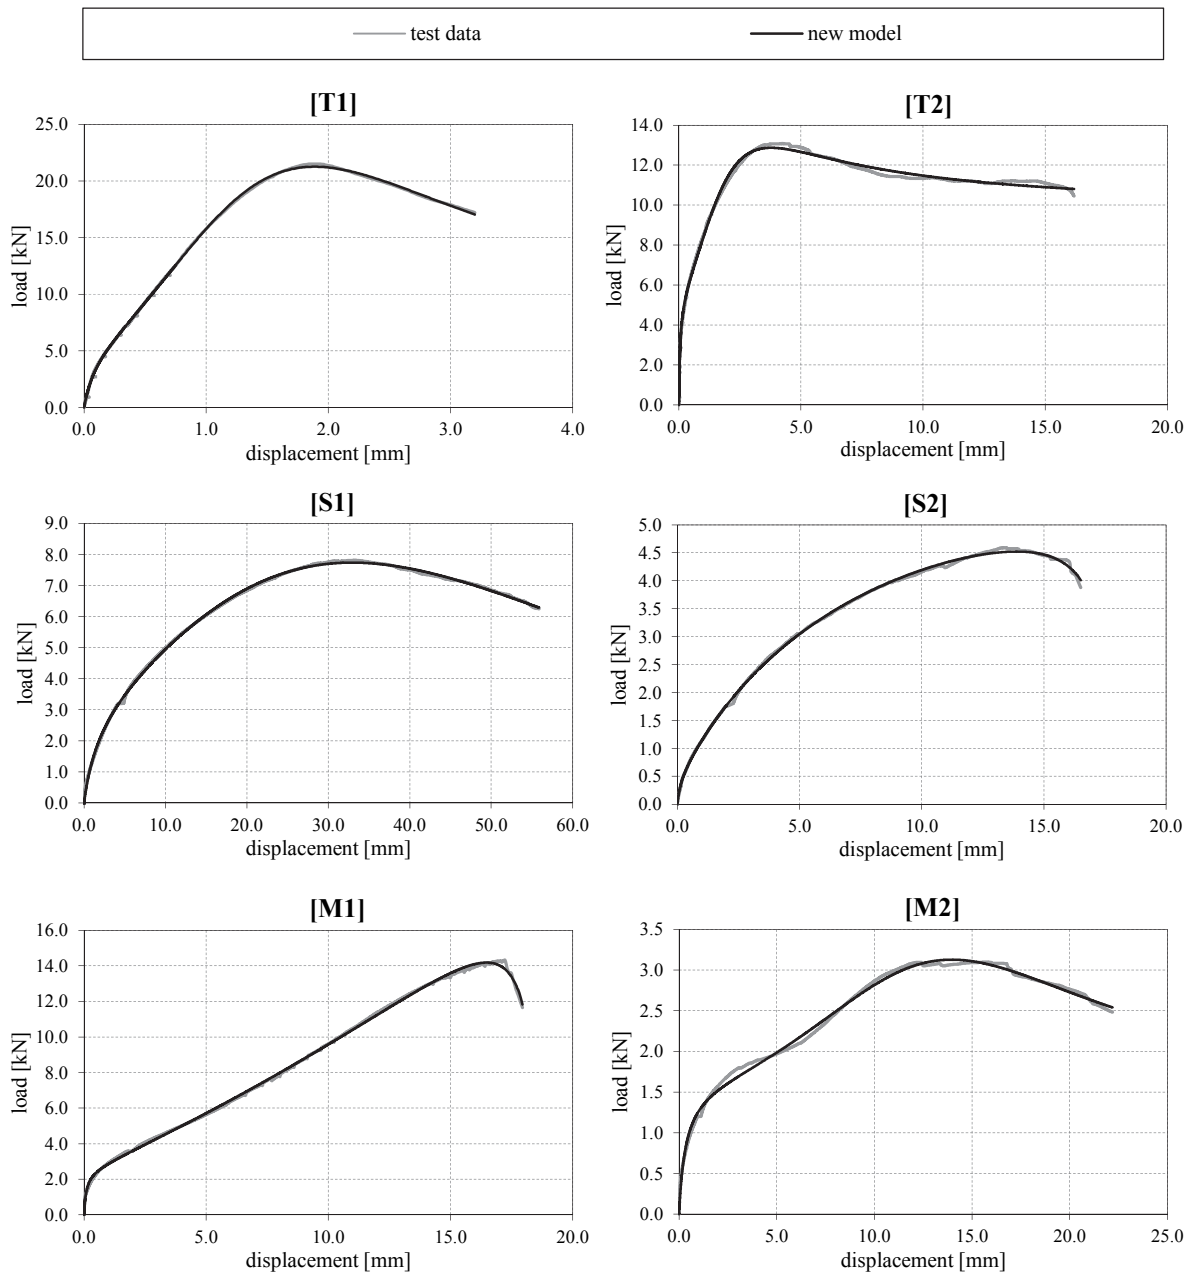 test data
new model
[T1]
25.0
20.0
15.0
10.0
5.0
0.0
load [kN]
0.0 1.0 2.0 3.0 4.0
displacement [mm]
[T2]
14.0
12.0
10.0
8.0
6.0
4.0
2.0
0.0
load [kN]
0.0 5.0 10.0 15.0 20.0
displacement [mm]
[S1]
9.0
8.0
7.0
6.0
5.0
4.0
3.0
2.0
1.0
0.0
load [kN]
0.0 10.0 20.0 30.0 40.0 50.0 60.0
displacement [mm]
[S2]
5.0
4.5
4.0
3.5
3.0
2.5
2.0
1.5
1.0
0.5
0.0
load [kN]
0.0 5.0 10.0 15.0 20.0
displacement [mm]
[M1]
16.0
14.0
12.0
10.0
8.0
6.0
4.0
2.0
0.0
load [kN]
0.0 5.0 10.0 15.0 20.0
displacement [mm]
[M2]
3.5
3.0
2.5
2.0
1.5
1.0
0.5
0.0
load [kN]
0.0 5.0 10.0 15.0 20.0 25.0
displacement [mm]